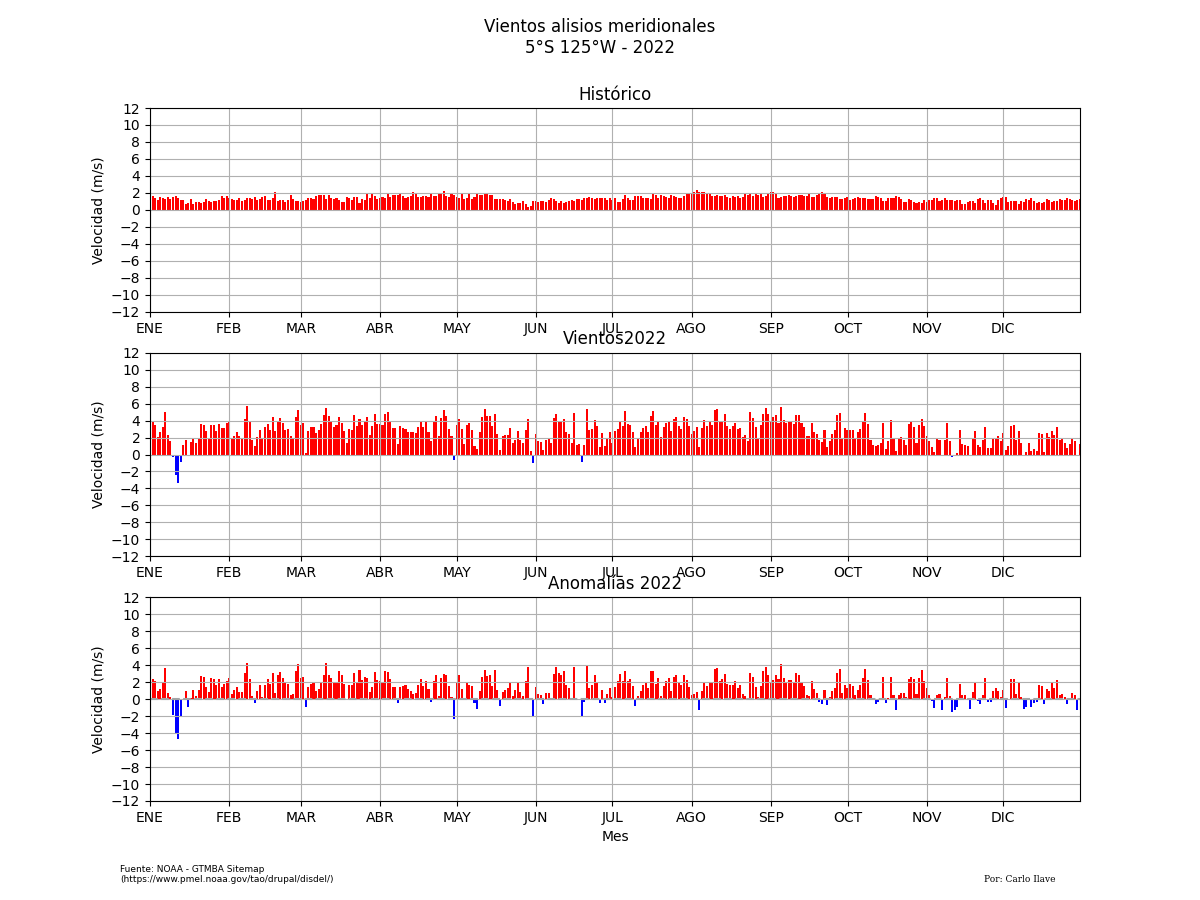 Vientos alisios meridionales
5°S 125°W - 2022
Histórico
12
10
8
6
4
2
0
−2
−4
−6
−8
−10
−12
Velocidad (m/s)
ENE FEB MAR ABR MAY JUN JUL AGO SEP OCT NOV DIC
Vientos2022
12
10
8
6
4
2
0
−2
−4
−6
−8
−10
−12
Velocidad (m/s)
ENE FEB MAR ABR MAY JUN JUL AGO SEP OCT NOV DIC
Anomalías 2022
12
10
8
6
4
2
0
−2
−4
−6
−8
−10
−12
Velocidad (m/s)
ENE FEB MAR ABR MAY JUN JUL AGO SEP OCT NOV DIC
Mes
Fuente: NOAA - GTMBA Sitemap
(https://www.pmel.noaa.gov/tao/drupal/disdel/)
Por: Carlo Ilave